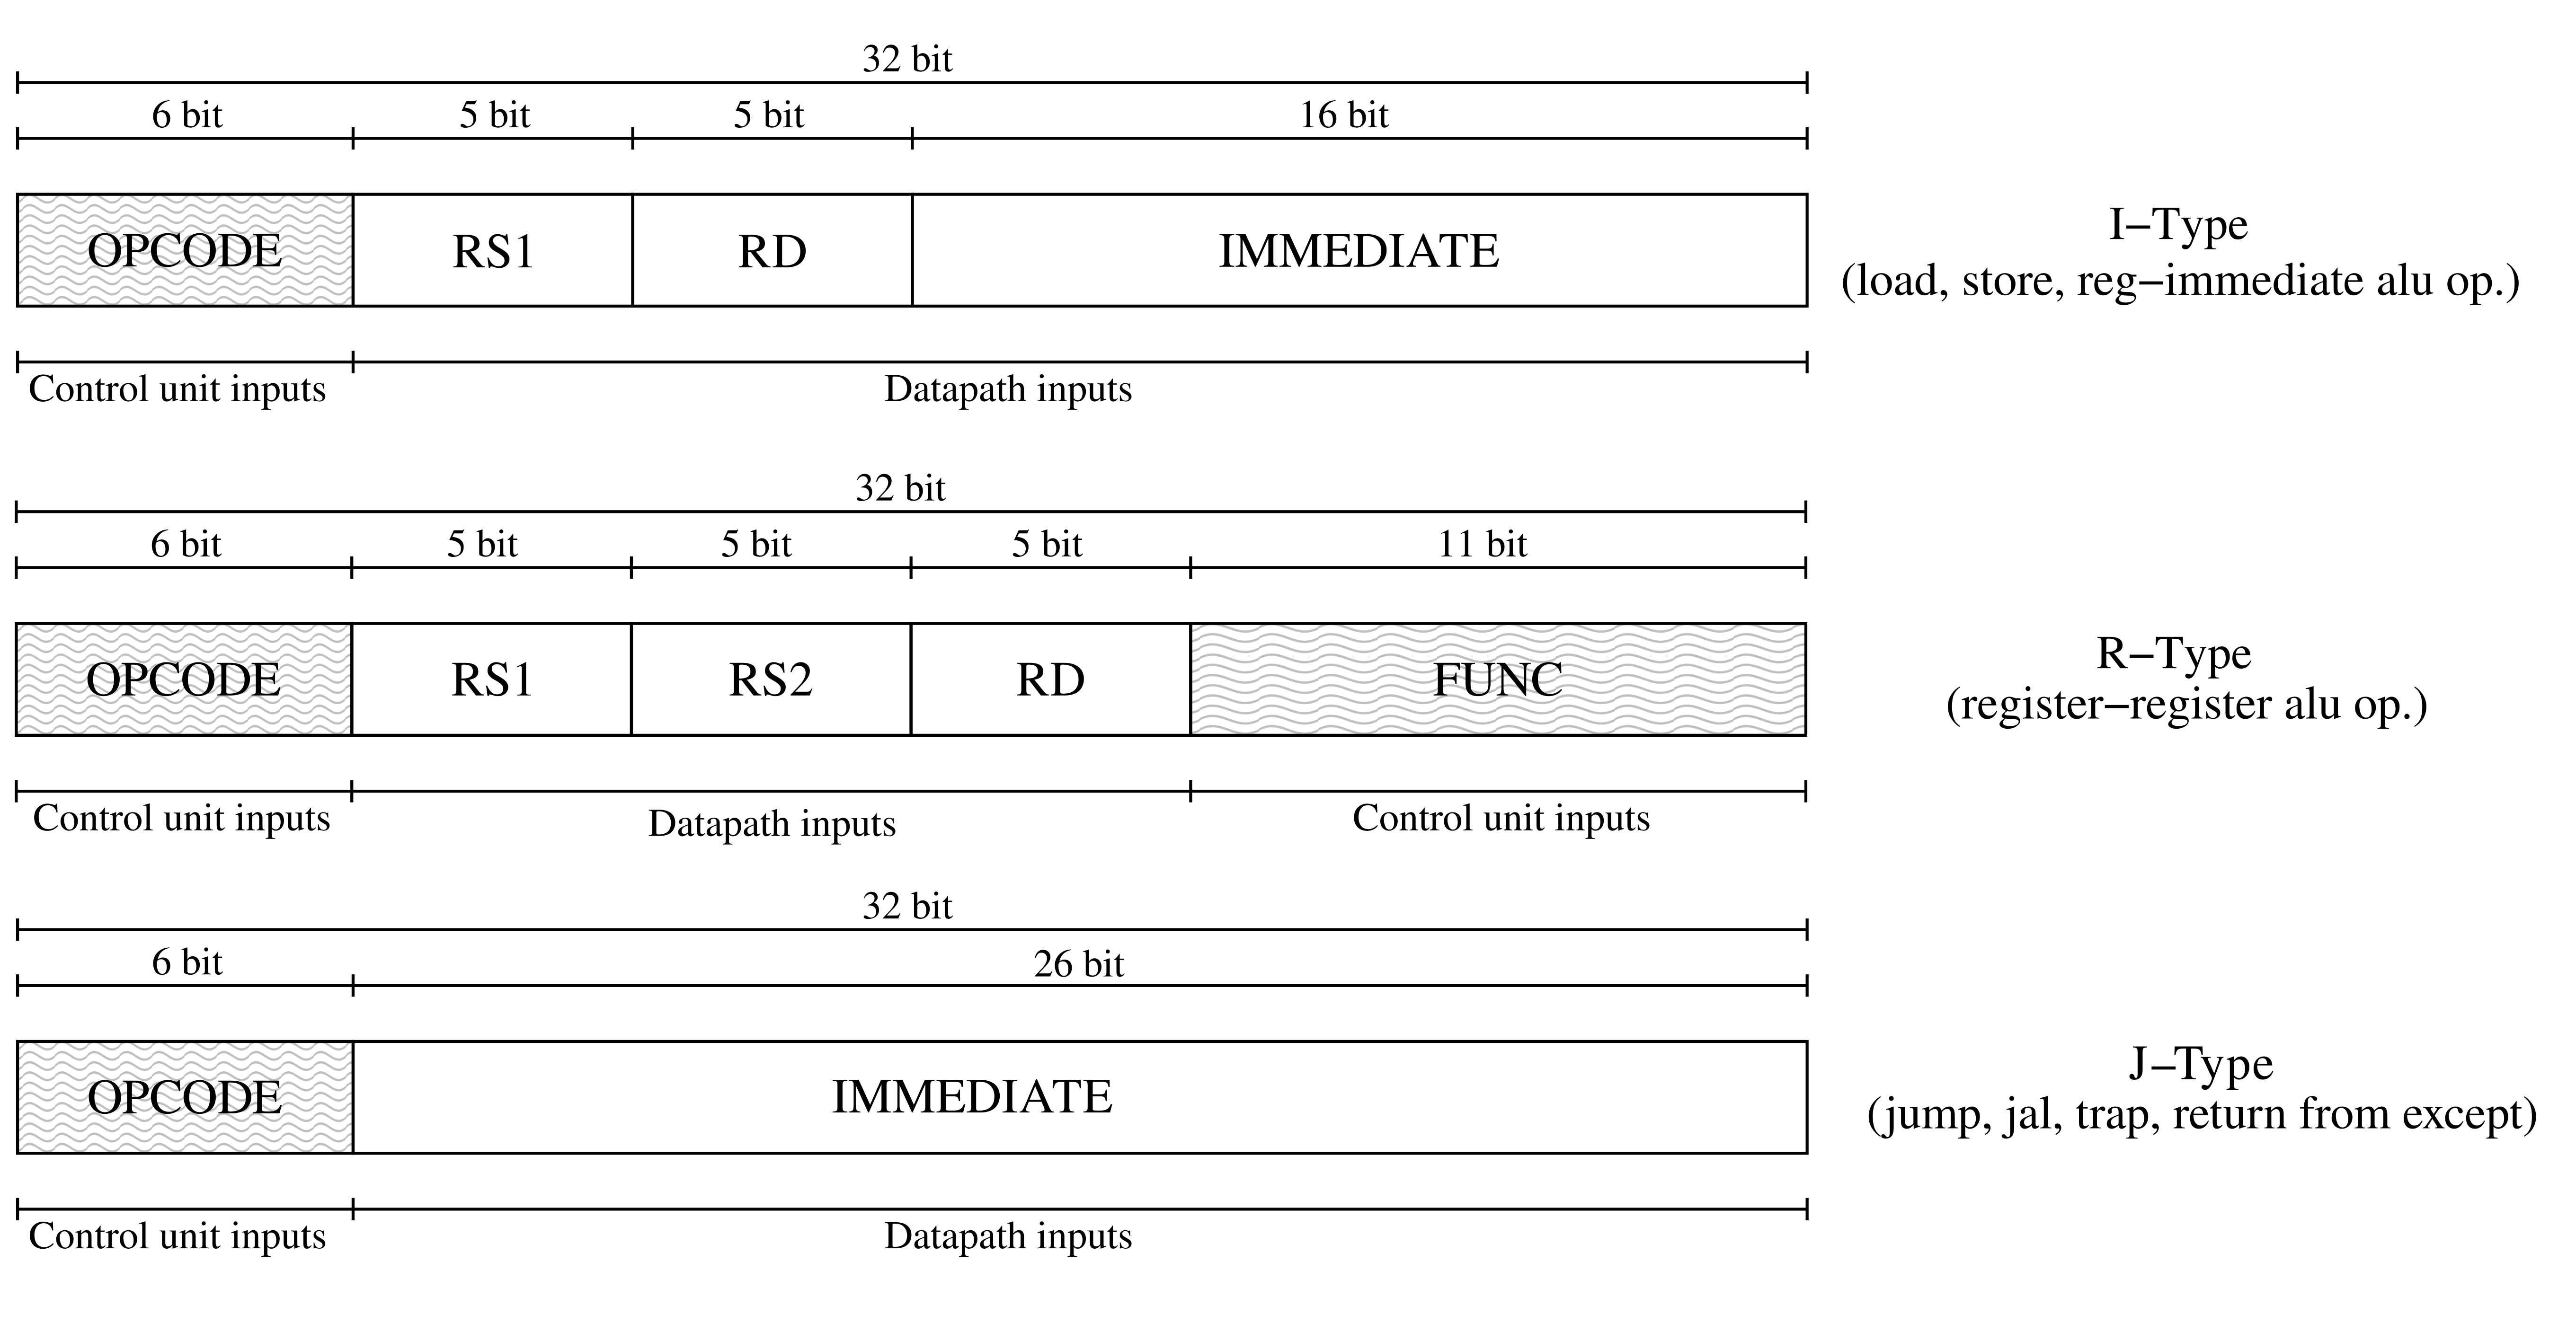 32 bit
6 bit 5 bit 5 bit 16 bit
OPCODE RS1 RD IMMEDIATE
I−Type
(load, store, reg−immediate alu op.)
Control unit inputs Datapath inputs
32 bit
6 bit 5 bit 5 bit 5 bit 11 bit
OPCODE RS1 RS2 RD FUNC
R−Type
(register−register alu op.)
Control unit inputs Datapath inputs Control unit inputs
32 bit
6 bit 26 bit
OPCODE IMMEDIATE
J−Type
(jump, jal, trap, return from except)
Control unit inputs Datapath inputs